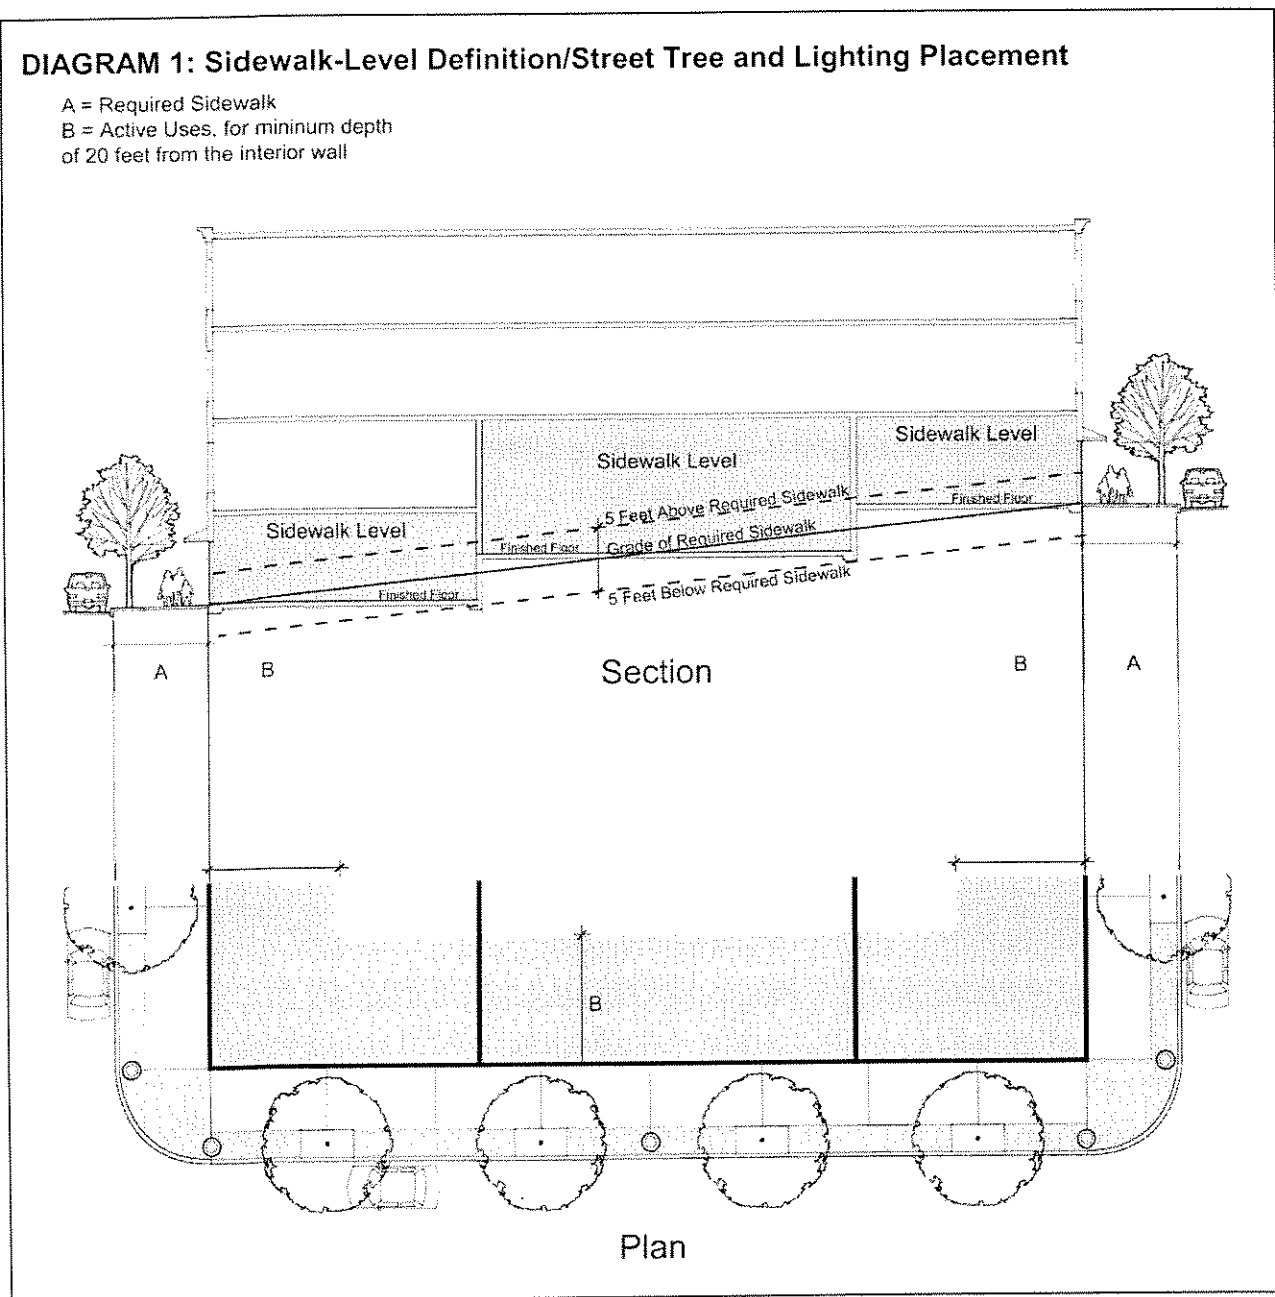 DIAGRAM 1: Sidewalk-Level Definition/Street Tree and Lighting Placement
A = Required Sidewalk
B = Active Uses, for mininum depth
of 20 feet from the interior wall
Sidewalk Level
Sidewalk Level
Sidewalk Level
5 Feet Above Required Sidewalk
Finished Floor
Finished Floor
Grade of Required Sidewalk
5 Feet Below Required Sidewalk
Finished Floor
A
B
Section
B
A
B
Plan